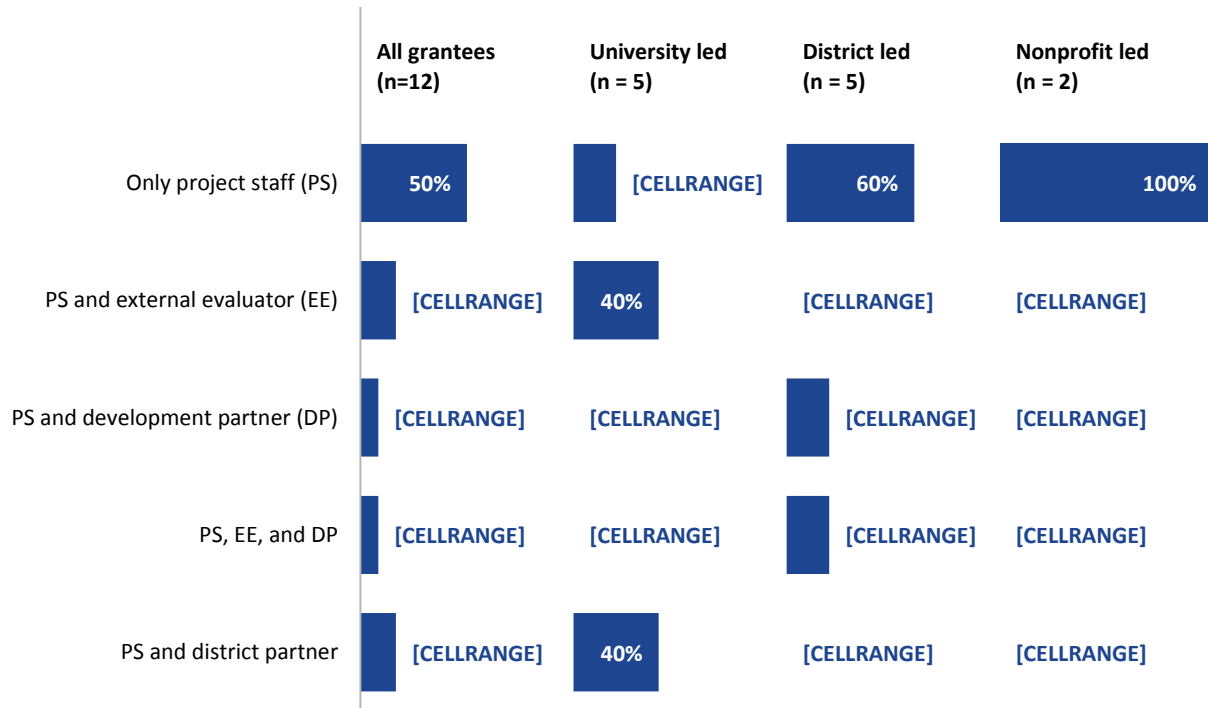 All grantees
(n=12)
University led
(n = 5)
District led
(n = 5)
Nonprofit led
(n = 2)
Only project staff (PS)
50%
[CELLRANGE]
60%
100%
PS and external evaluator (EE)
[CELLRANGE]
40%
[CELLRANGE]
[CELLRANGE]
PS and development partner (DP)
[CELLRANGE]
[CELLRANGE]
[CELLRANGE]
[CELLRANGE]
PS, EE, and DP
[CELLRANGE]
[CELLRANGE]
[CELLRANGE]
[CELLRANGE]
PS and district partner
[CELLRANGE]
40%
[CELLRANGE]
[CELLRANGE]